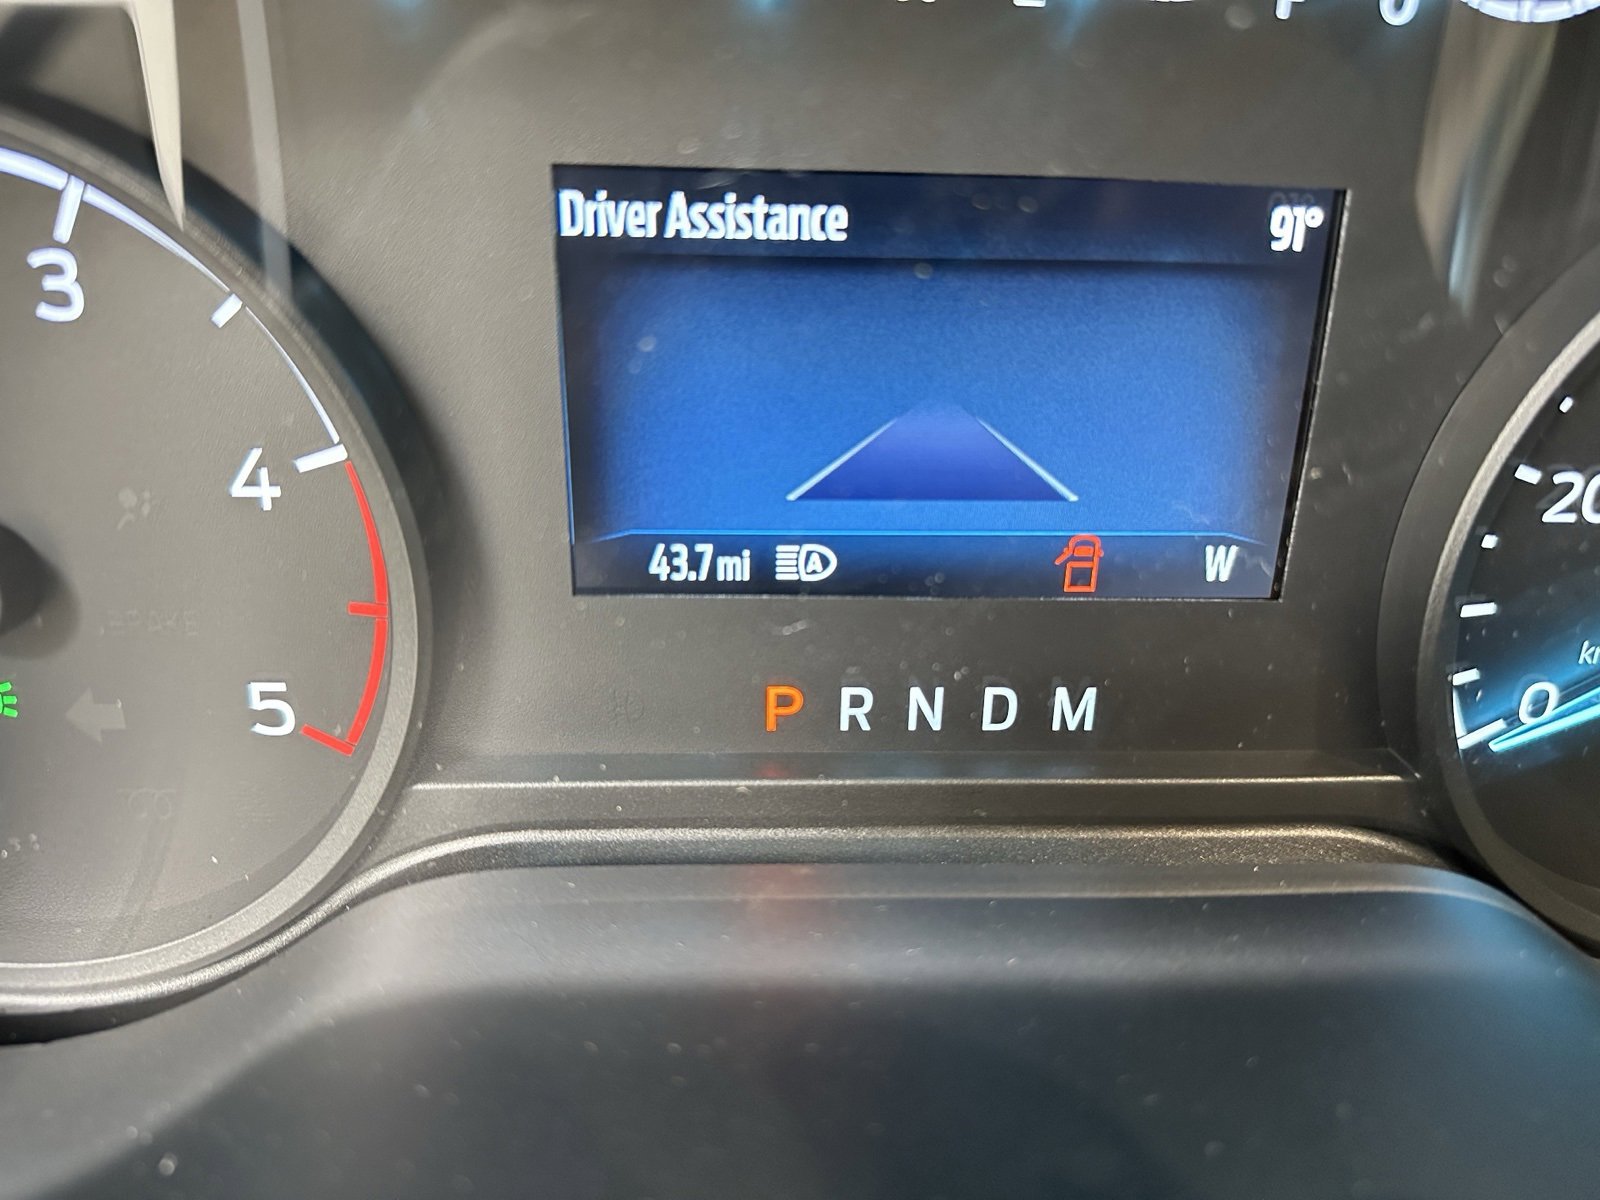 Driver Assistance 91°
3
4
20
43.7 mi A W
0
5
P R N D M